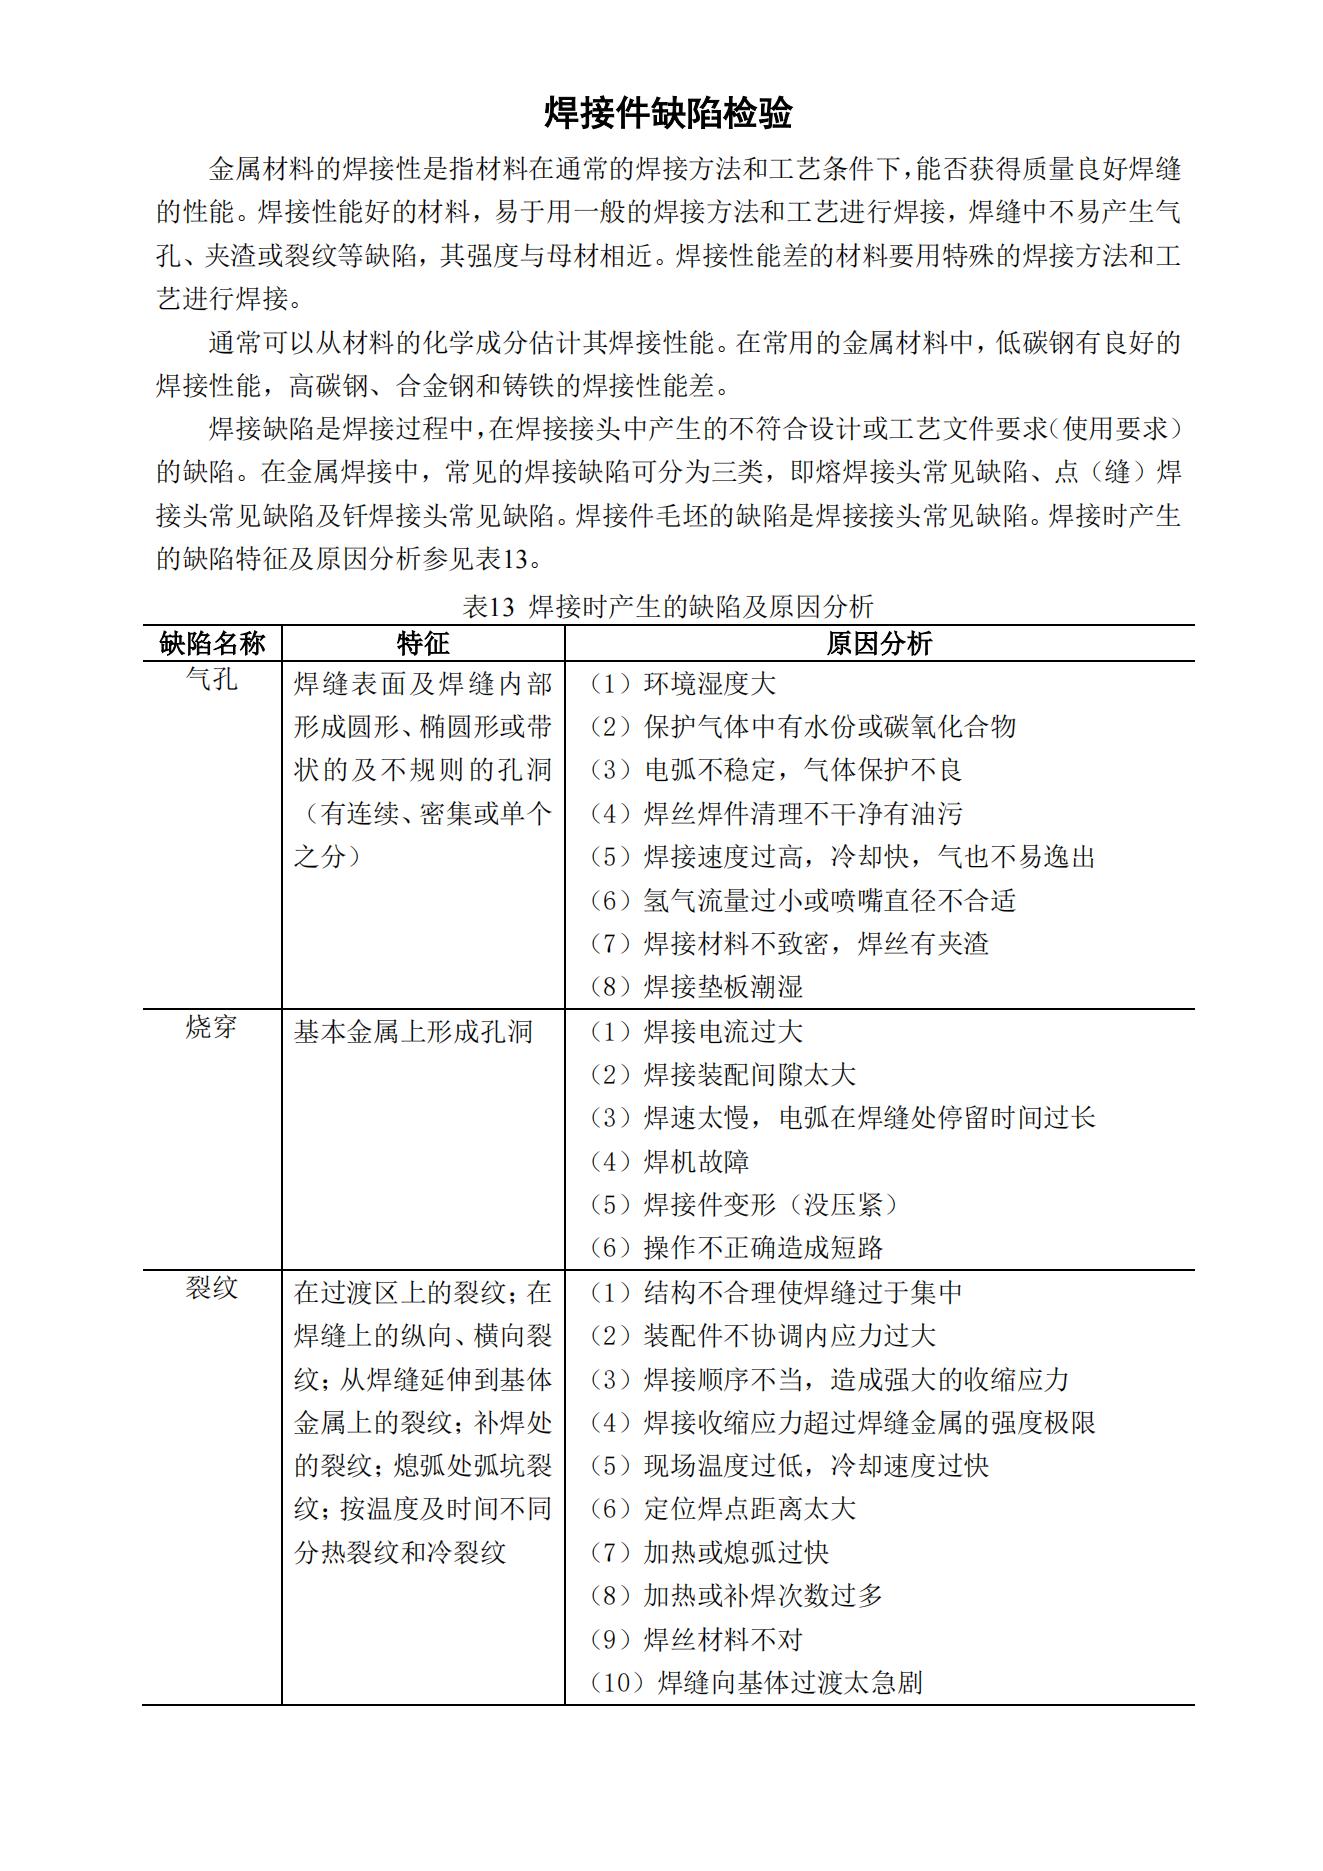 焊接件缺陷检验
金属材料的焊接性是指材料在通常的焊接方法和工艺条件下，能否获得质量良好焊缝
的性能。焊接性能好的材料，易于用一般的焊接方法和工艺进行焊接，焊缝中不易产生气
孔、夹渣或裂纹等缺陷，其强度与母材相近。焊接性能差的材料要用特殊的焊接方法和工
艺进行焊接。
通常可以从材料的化学成分估计其焊接性能。在常用的金属材料中，低碳钢有良好的
焊接性能，高碳钢、合金钢和铸铁的焊接性能差。
焊接缺陷是焊接过程中，在焊接接头中产生的不符合设计或工艺文件要求（使用要求）
的缺陷。在金属焊接中，常见的焊接缺陷可分为三类，即熔焊接头常见缺陷、点（缝）焊
接头常见缺陷及钎焊接头常见缺陷。焊接件毛坯的缺陷是焊接接头常见缺陷。焊接时产生
的缺陷特征及原因分析参见表13。
表13 焊接时产生的缺陷及原因分析
缺陷名称 特征 原因分析
气孔
焊缝表面及焊缝内部
形成圆形、椭圆形或带
状的及不规则的孔洞
（有连续、密集或单个
之分）
（1）环境湿度大
（2）保护气体中有水份或碳氧化合物
（3）电弧不稳定，气体保护不良
（4）焊丝焊件清理不干净有油污
（5）焊接速度过高，冷却快，气也不易逸出
（6）氢气流量过小或喷嘴直径不合适
（7）焊接材料不致密，焊丝有夹渣
（8）焊接垫板潮湿
烧穿
基本金属上形成孔洞
（1）焊接电流过大
（2）焊接装配间隙太大
（3）焊速太慢，电弧在焊缝处停留时间过长
（4）焊机故障
（5）焊接件变形（没压紧）
（6）操作不正确造成短路
裂纹
在过渡区上的裂纹；在
焊缝上的纵向、横向裂
纹；从焊缝延伸到基体
金属上的裂纹；补焊处
的裂纹；熄弧处弧坑裂
纹；按温度及时间不同
分热裂纹和冷裂纹
（1）结构不合理使焊缝过于集中
（2）装配件不协调内应力过大
（3）焊接顺序不当，造成强大的收缩应力
（4）焊接收缩应力超过焊缝金属的强度极限
（5）现场温度过低，冷却速度过快
（6）定位焊点距离太大
（7）加热或熄弧过快
（8）加热或补焊次数过多
（9）焊丝材料不对
（10）焊缝向基体过渡太急剧